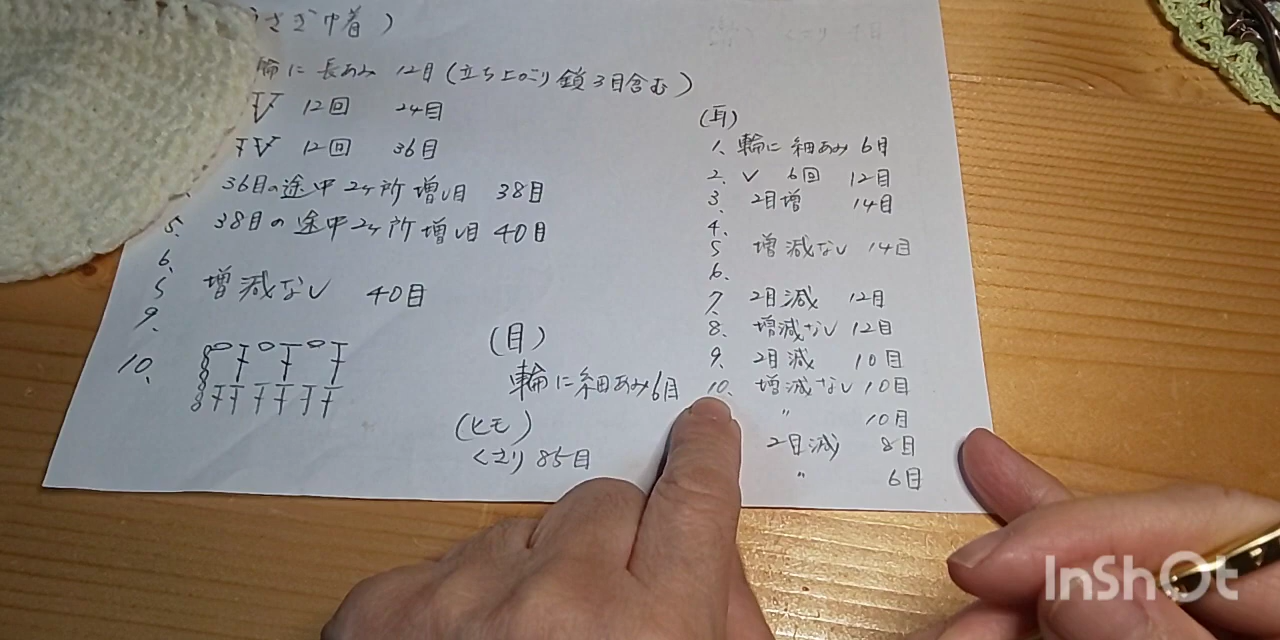 うさぎ巾着)
輪に長あみ 12目(立ち上がり鎖3目含む)
12回 24目
12回 36目
36目の途中2ヶ所増し目 38目
5. 38目の途中2ヶ所増し目 40目
6.
5 増減なし 40目
9.
10.
(目)
輪に細あみ6目
(ヒモ)
くさり 85目
(耳)
1. 輪に細あみ 6目
2. V 6回 12目
3. 2目増 14目
4.
5 増減なし 14目
6.
7. 2目減 12目
8. 増減なし 12目
9. 2目減 10目
10. 増減なし 10目
〃 10目
2目減 8目
〃 6目
InShOt